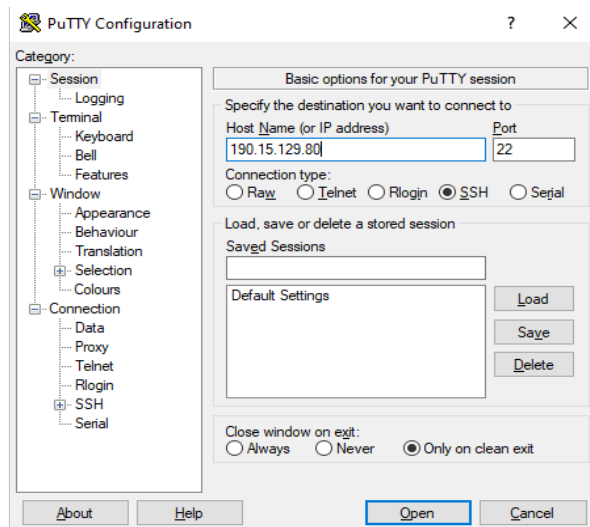 PuTTY Configuration
Category:
Session
Logging
Terminal
Keyboard
Bell
Features
Window
Appearance
Behaviour
Translation
Selection
Colours
Connection
Data
Proxy
Telnet
Rlogin
SSH
Serial
Basic options for your PuTTY session
Specify the destination you want to connect to
Host Name (or IP address) Port
190.15.129.80 22
Connection type:
Raw Telnet Rlogin SSH Serial
Load, save or delete a stored session
Saved Sessions
Default Settings
Load
Save
Delete
Close window on exit:
Always Never Only on clean exit
About Help Open Cancel